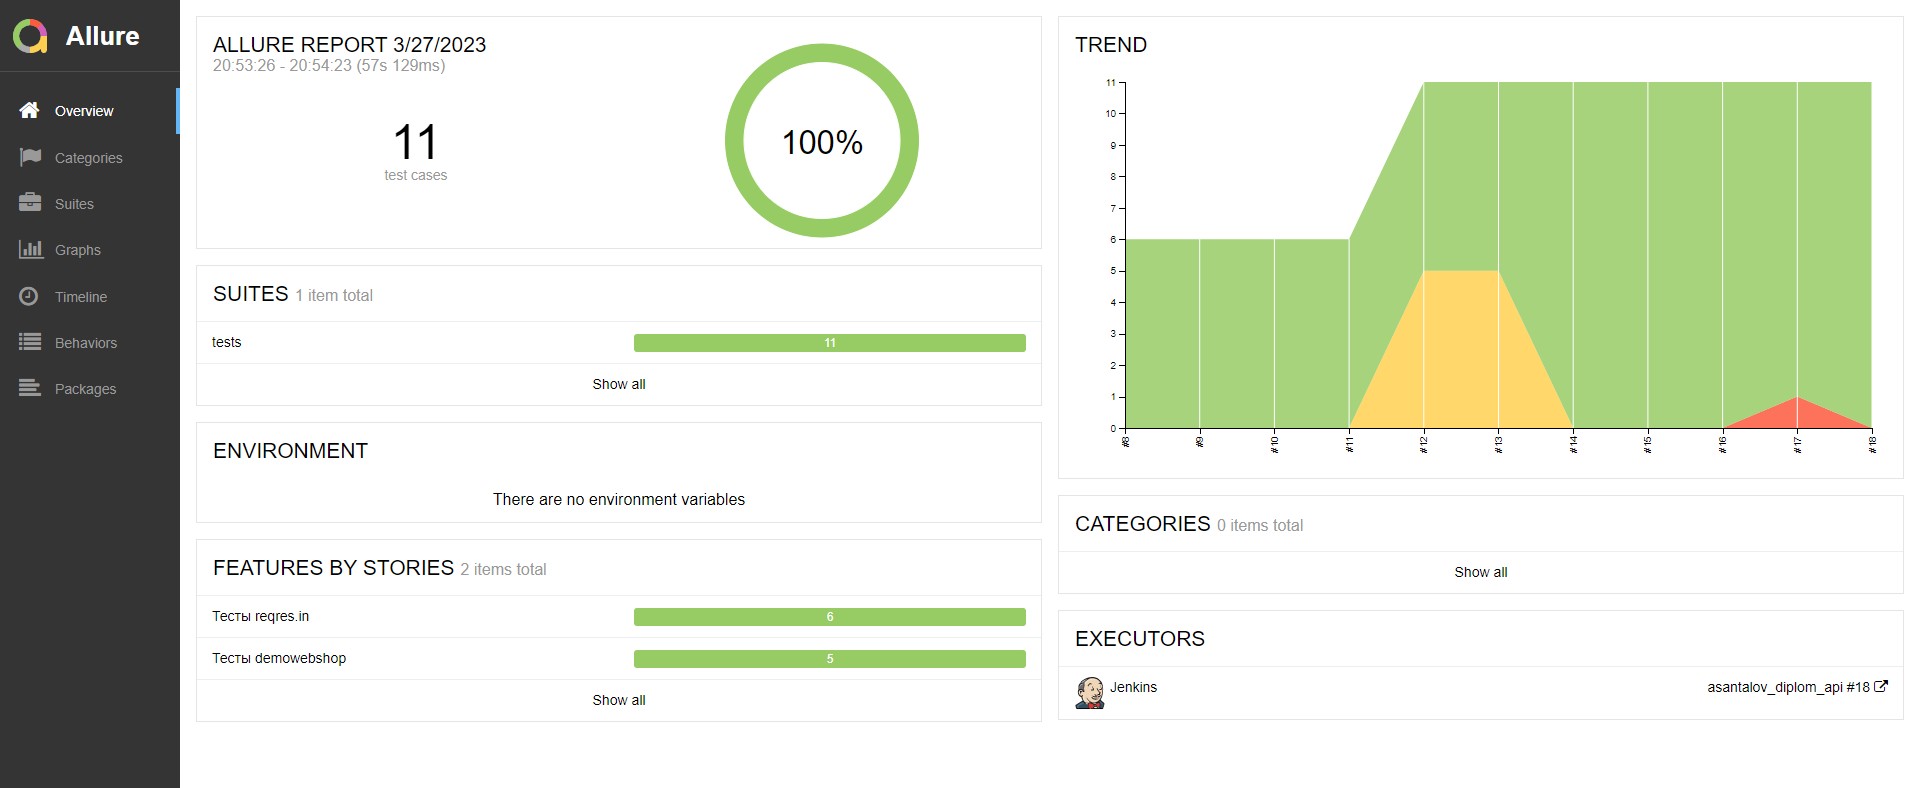 Allure
Overview
Categories
Suites
Graphs
Timeline
Behaviors
Packages
ALLURE REPORT 3/27/2023
20:53:26 - 20:54:23 (57s 129ms)
11
test cases
100%
SUITES 1 item total
tests 11
Show all
ENVIRONMENT
There are no environment variables
FEATURES BY STORIES 2 items total
Тесты reqres.in 6
Тесты demowebshop 5
Show all
TREND
11
10
9
8
7
6
5
4
3
2
1
0
#8 #9 #10 #11 #12 #13 #14 #15 #16 #17 #18
CATEGORIES 0 items total
Show all
EXECUTORS
Jenkins asantalov_diplom_api #18